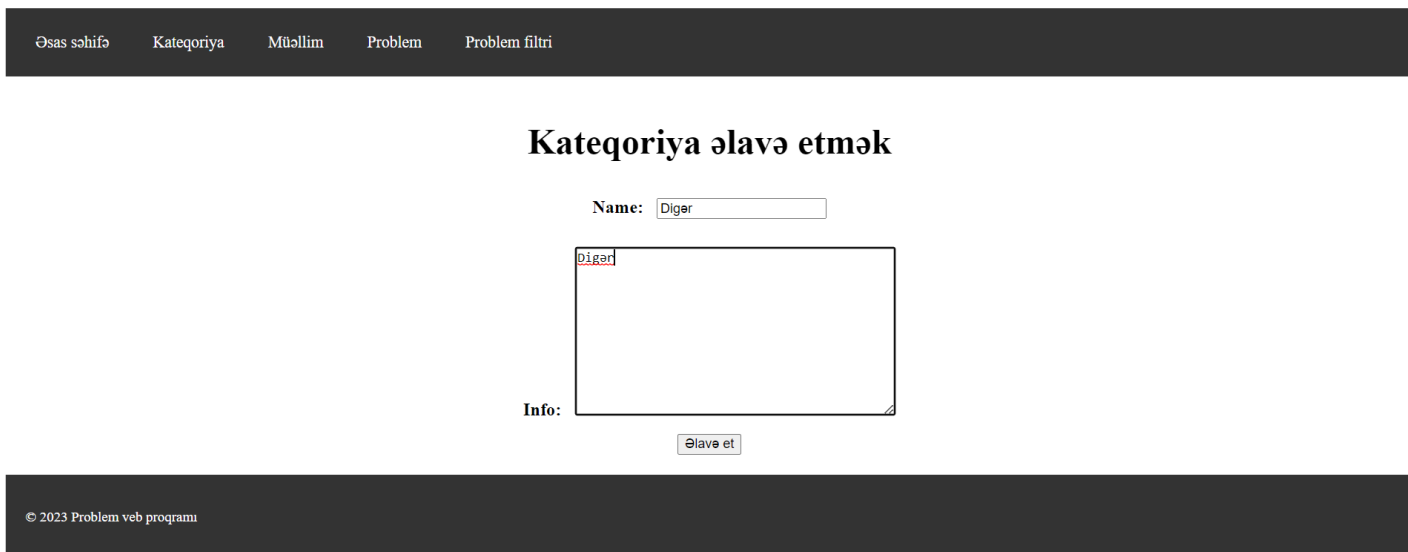 Əsas səhifə Kateqoriya Müəllim Problem Problem filtri
Kateqoriya əlavə etmək
Name: Digər
Digər
Info:
Əlavə et
© 2023 Problem veb proqramı